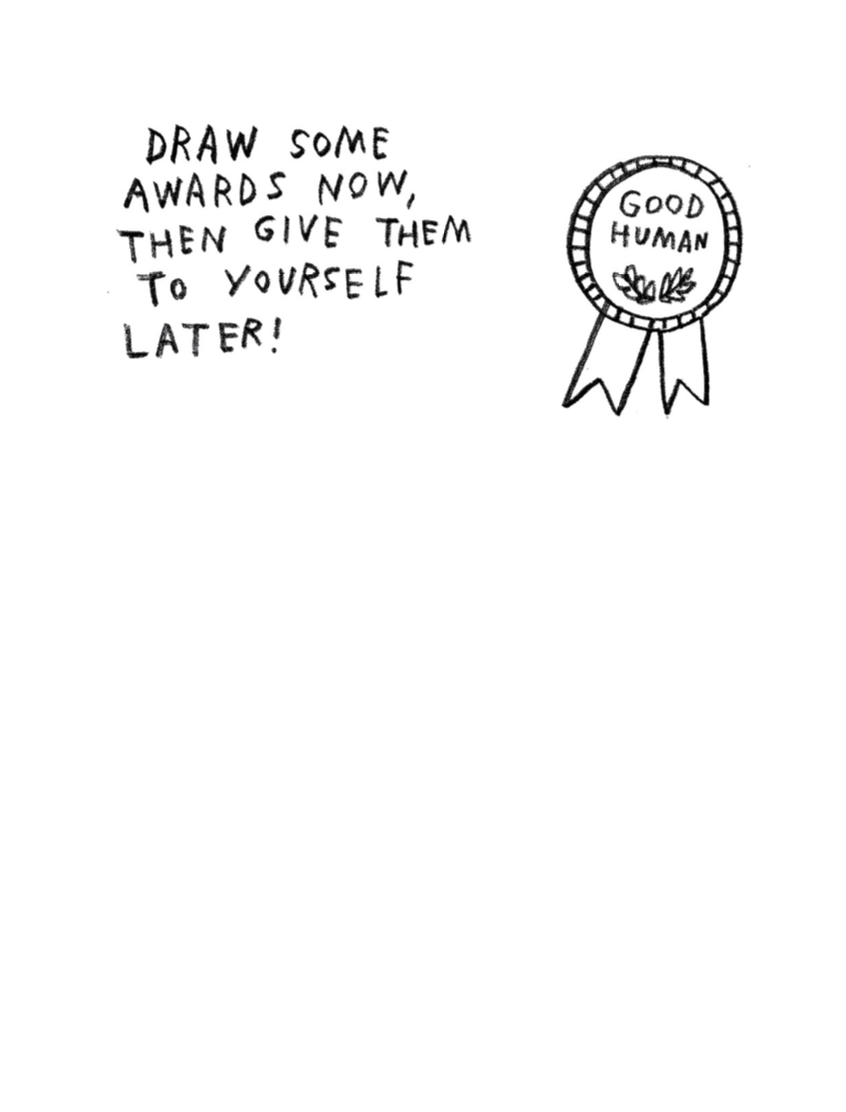 DRAW SOME
AWARDS NOW,
THEN GIVE THEM
TO YOURSELF
LATER!
GOOD
HUMAN